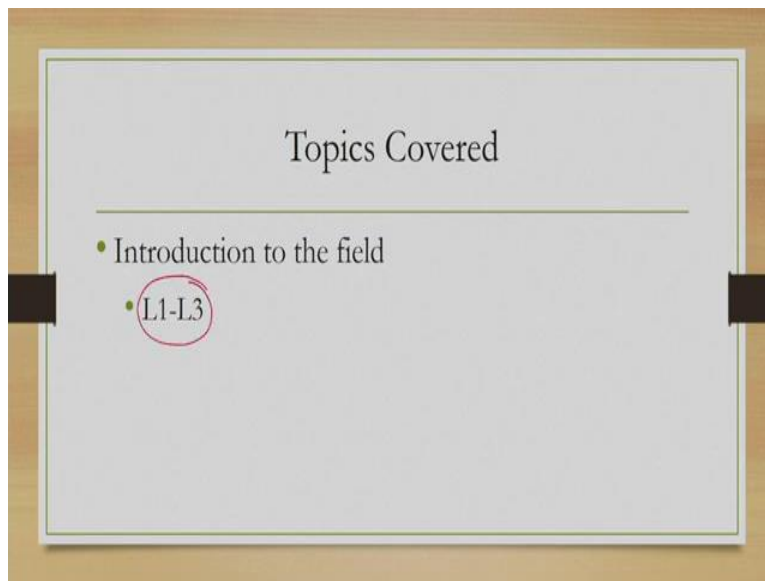 Topics Covered
• Introduction to the field
• L1-L3